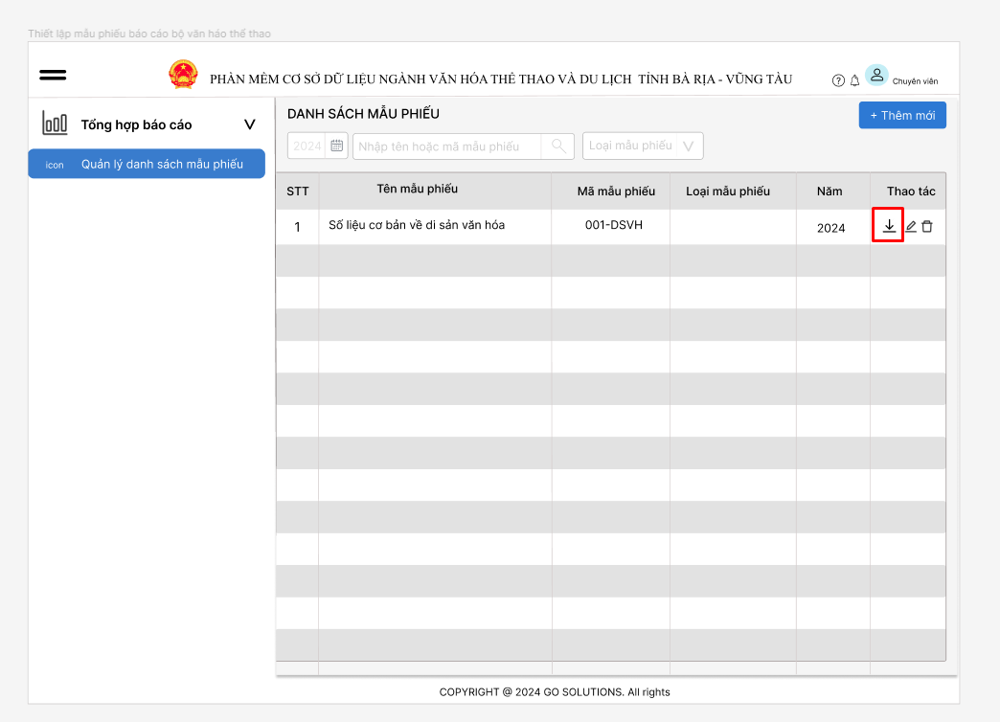 Thiết lập mẫu phiếu báo cáo bộ văn háo thể thao
PHẦN MỀM CƠ SỞ DỮ LIỆU NGÀNH VĂN HÓA THỂ THAO VÀ DU LỊCH TỈNH BÀ RỊA - VŨNG TÀU
Chuyên viên
Tổng hợp báo cáo
icon Quản lý danh sách mẫu phiếu
DANH SÁCH MẪU PHIẾU
+ Thêm mới
2024 Nhập tên hoặc mã mẫu phiếu Loại mẫu phiếu
STT Tên mẫu phiếu Mã mẫu phiếu Loại mẫu phiếu Năm Thao tác
1 Số liệu cơ bản về di sản văn hóa 001-DSVH 2024
COPYRIGHT @ 2024 GO SOLUTIONS. All rights